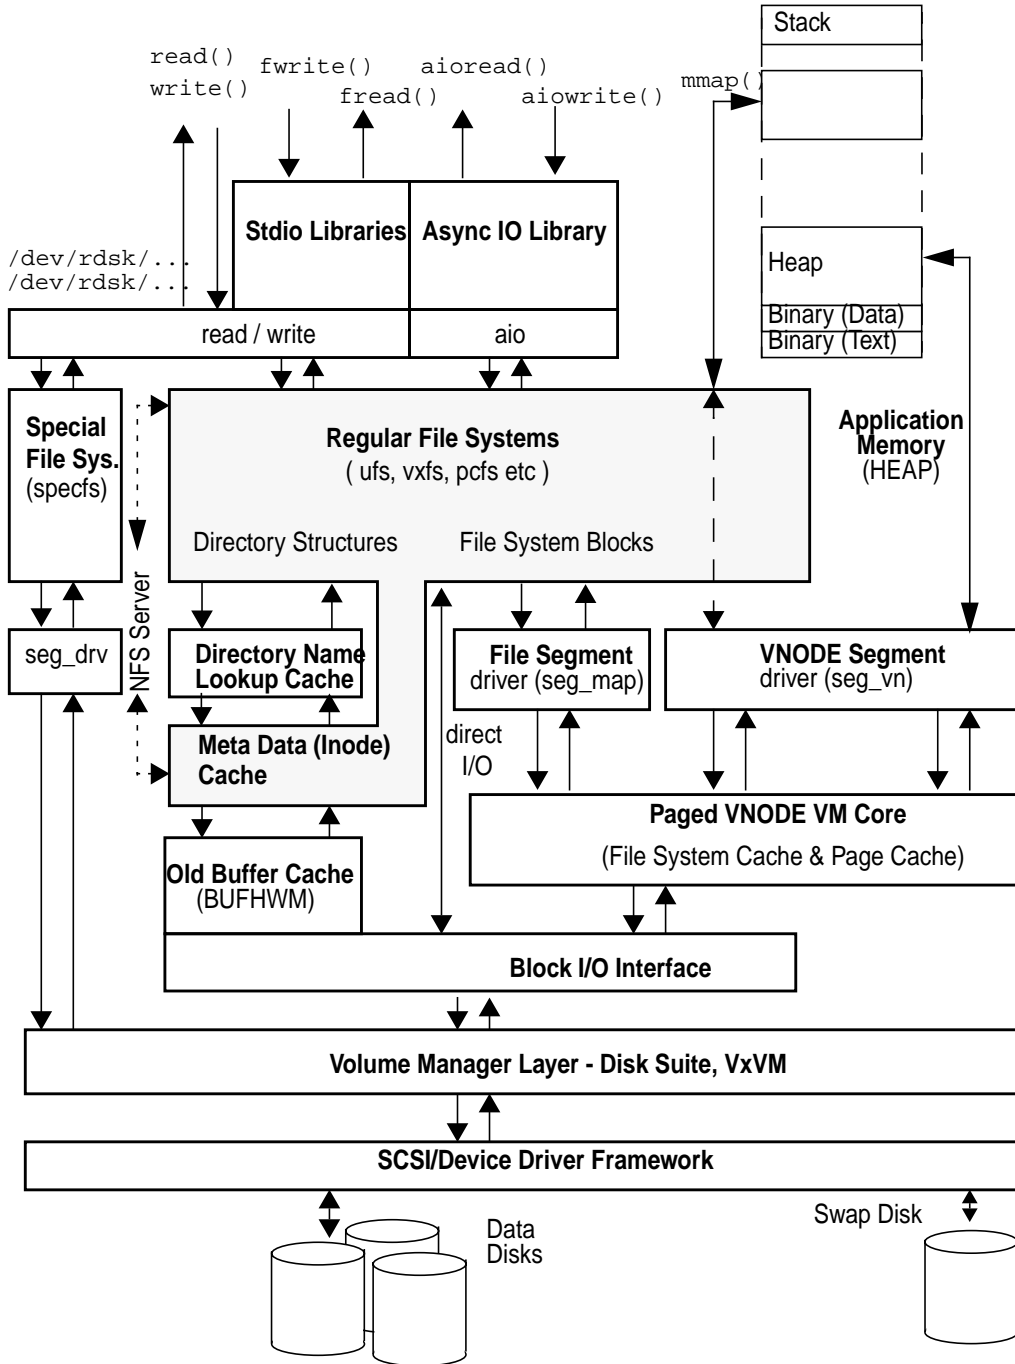 Stack
read()
write()
fwrite()
fread()
aioread()
aiowrite()
mmap()
Stdio Libraries
Async IO Library
/dev/rdsk/...
/dev/rdsk/...
Heap
Binary (Data)
Binary (Text)
read / write
aio
Special
File Sys.
(specfs)
Regular File Systems
( ufs, vxfs, pcfs etc )
Application
Memory
(HEAP)
Directory Structures
File System Blocks
NFS Server
seg_drv
Directory Name
Lookup Cache
File Segment
driver (seg_map)
VNODE Segment
driver (seg_vn)
Meta Data (Inode)
Cache
direct
I/O
Paged VNODE VM Core
(File System Cache & Page Cache)
Old Buffer Cache
(BUFHWM)
Block I/O Interface
Volume Manager Layer - Disk Suite, VxVM
SCSI/Device Driver Framework
Data
Disks
Swap Disk